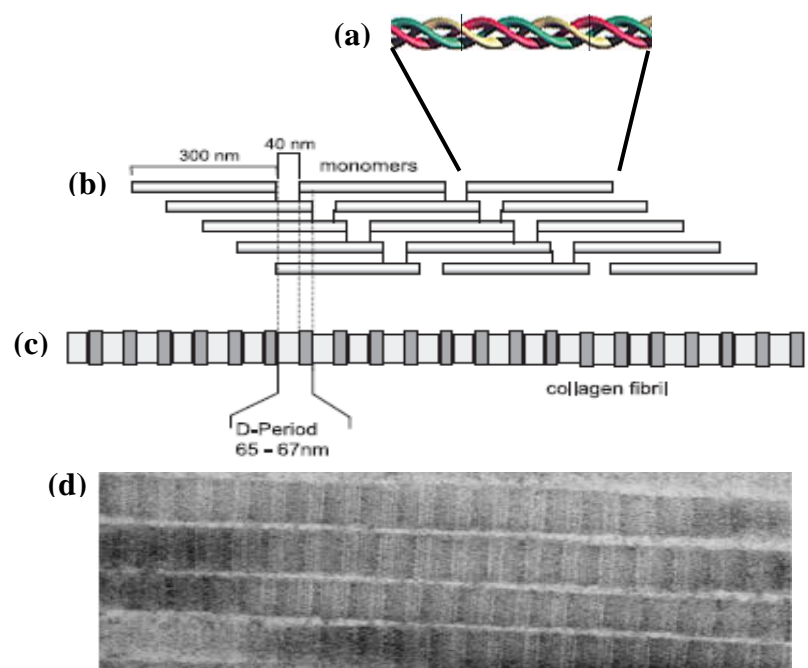 (a)
40 nm
300 nm
monomers
(b)
(c)
collagen fibril
D-Period
65 – 67nm
(d)